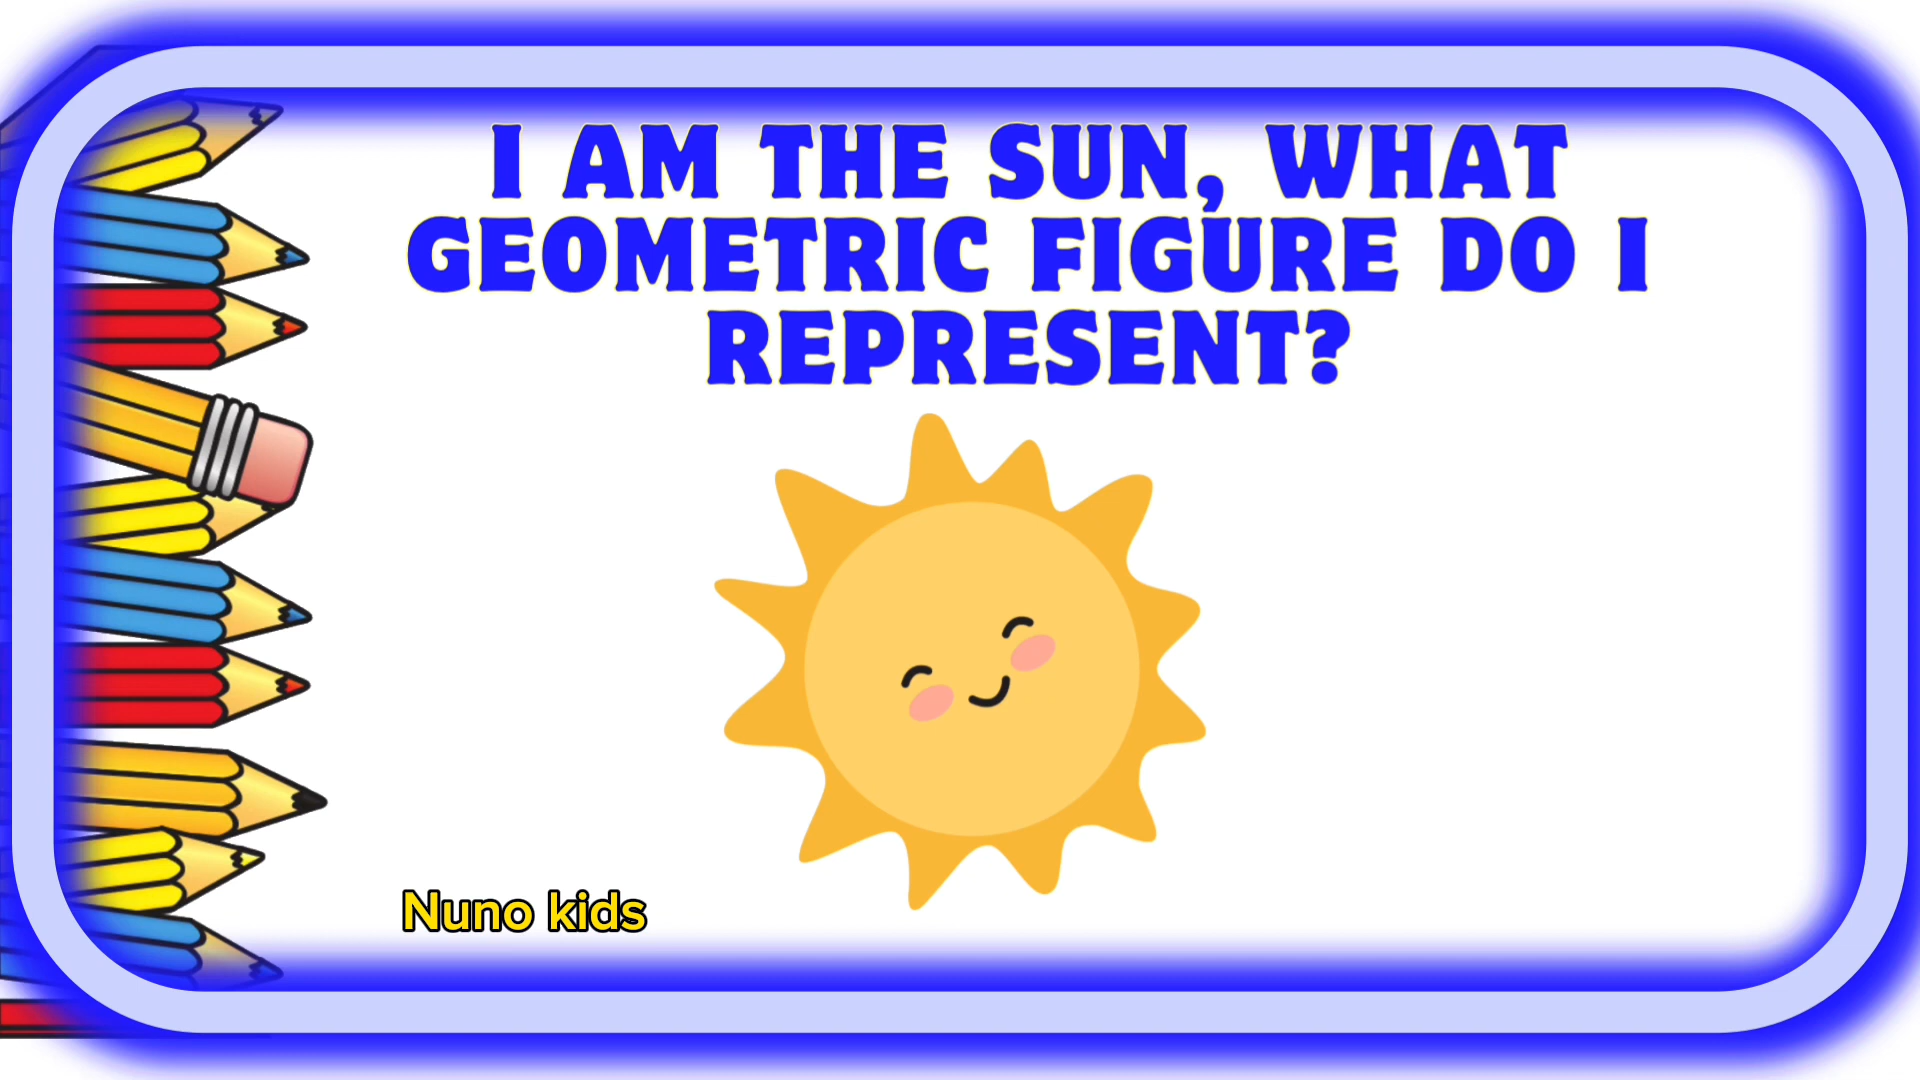 I AM THE SUN, WHAT
GEOMETRIC FIGURE DO I
REPRESENT?
Nuno kids